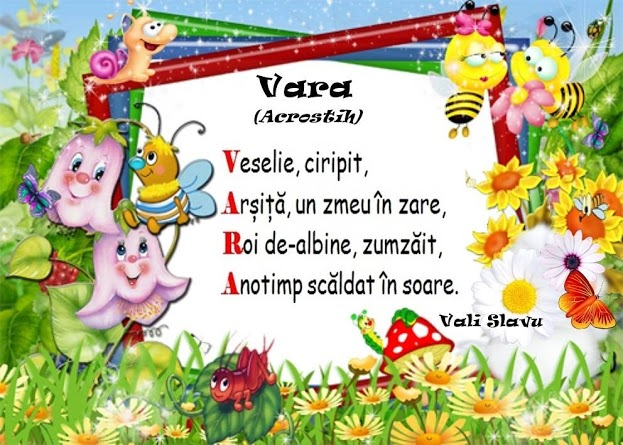 Vara
(Acrostih)
Veselie, ciripit,
Arșiță, un zmeu în zare,
Roi de-albine, zumzăit,
Anotimp scăldat în soare.
Vali Slavu